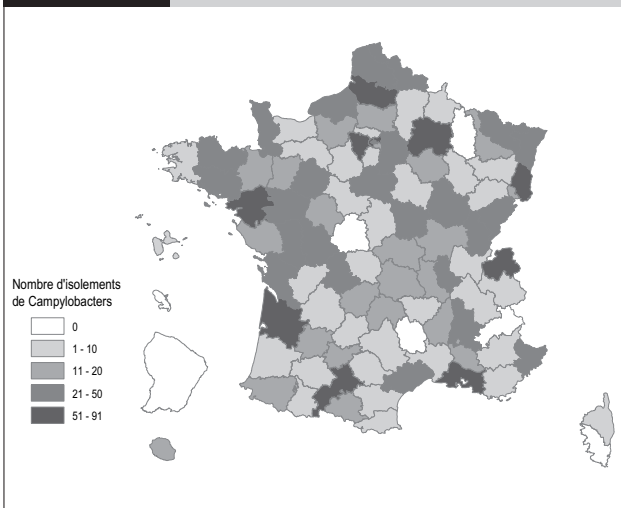 Nombre d'isolements
de Campylobacters
0
1 - 10
11 - 20
21 - 50
51 - 91